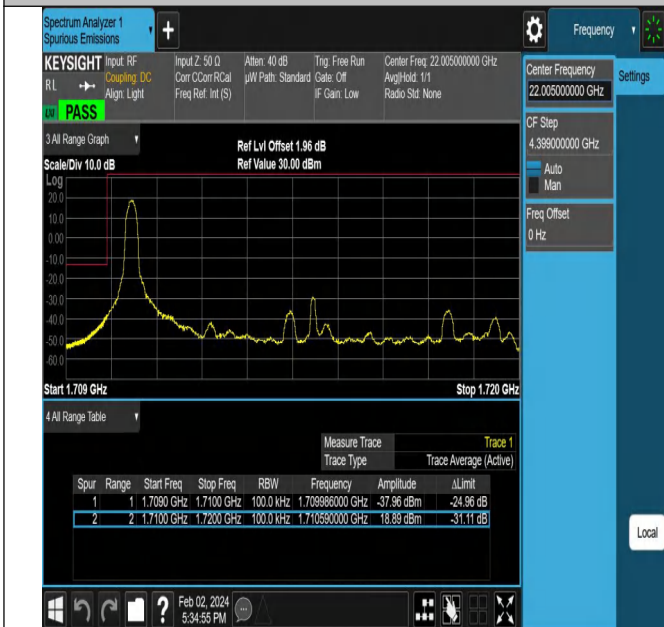 Spectrum Analyzer 1
Spurious Emissions
+
Frequency
KEYSIGHT Input: RF
RL
Coupling: DC
Align: Light
Input Z: 50 Ω
Corr CCorr RCal
Freq Ref: Int (S)
Atten: 40 dB
µW Path: Standard
Trig: Free Run
Gate: Off
IF Gain: Low
Center Freq: 22.005000000 GHz
Avg|Hold: 1/1
Radio Std: None
PASS
Center Frequency
22.005000000 GHz
Settings
CF Step
4.399000000 GHz
Auto
Man
Freq Offset
0 Hz
3 All Range Graph
Scale/Div 10.0 dB
Ref Lvl Offset 1.96 dB
Ref Value 30.00 dBm
Log
20.0
10.0
0.00
-10.0
-20.0
-30.0
-40.0
-50.0
-60.0
Start 1.709 GHz
Stop 1.720 GHz
4 All Range Table
Measure Trace Trace 1
Trace Type Trace Average (Active)
Spur Range Start Freq Stop Freq RBW Frequency Amplitude ΔLimit
1 1 1.7090 GHz 1.7100 GHz 100.0 kHz 1.709986000 GHz -37.96 dBm -24.96 dB
2 2 1.7100 GHz 1.7200 GHz 100.0 kHz 1.710590000 GHz 18.89 dBm -31.11 dB
Local
?
Feb 02, 2024
5:34:55 PM